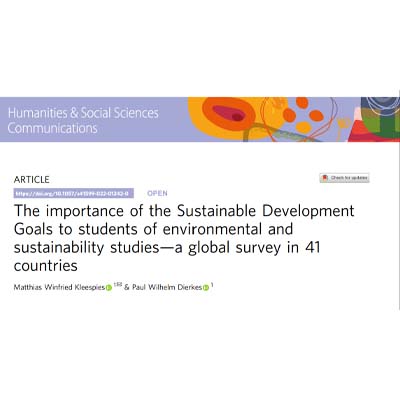 Humanities & Social Sciences
Communications
ARTICLE
Check for updates
https://doi.org/10.1057/s41599-022-01242-0
OPEN
The importance of the Sustainable Development
Goals to students of environmental and
sustainability studies—a global survey in 41
countries
Matthias Winfried Kleespies 1✉ & Paul Wilhelm Dierkes 1